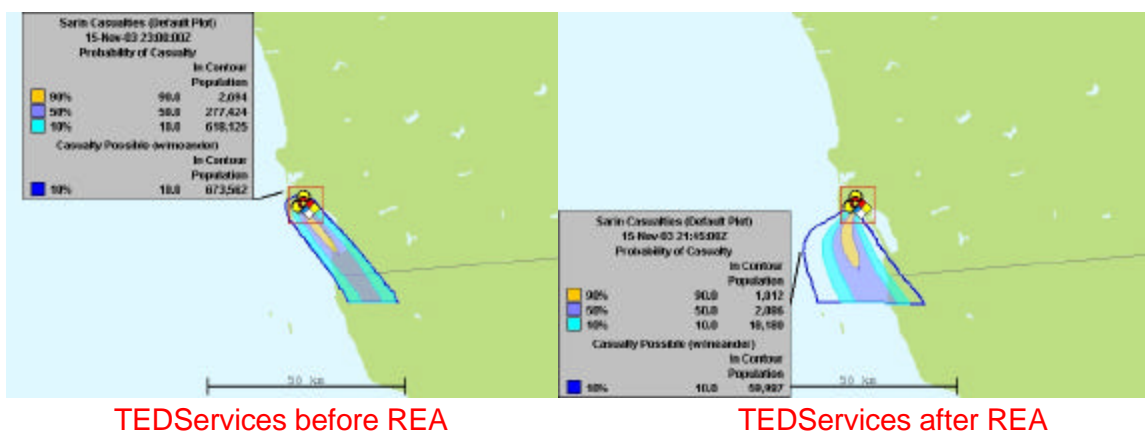 Sarin Casualties (Default Plot)
15-Nov-03 23:00:00Z
Probability of Casualty
In Contour
Population
90% 90.0 2,094
50% 50.0 277,424
10% 10.0 618,125
Casualty Possible (w/meander)
In Contour
Population
10% 10.0 673,562
50 km
TEDServices before REA
Sarin Casualties (Default Plot)
15-Nov-03 21:45:00Z
Probability of Casualty
In Contour
Population
90% 90.0 1,012
50% 50.0 2,086
10% 10.0 18,180
Casualty Possible (w/meander)
In Contour
Population
10% 10.0
50 km
TEDServices after REA